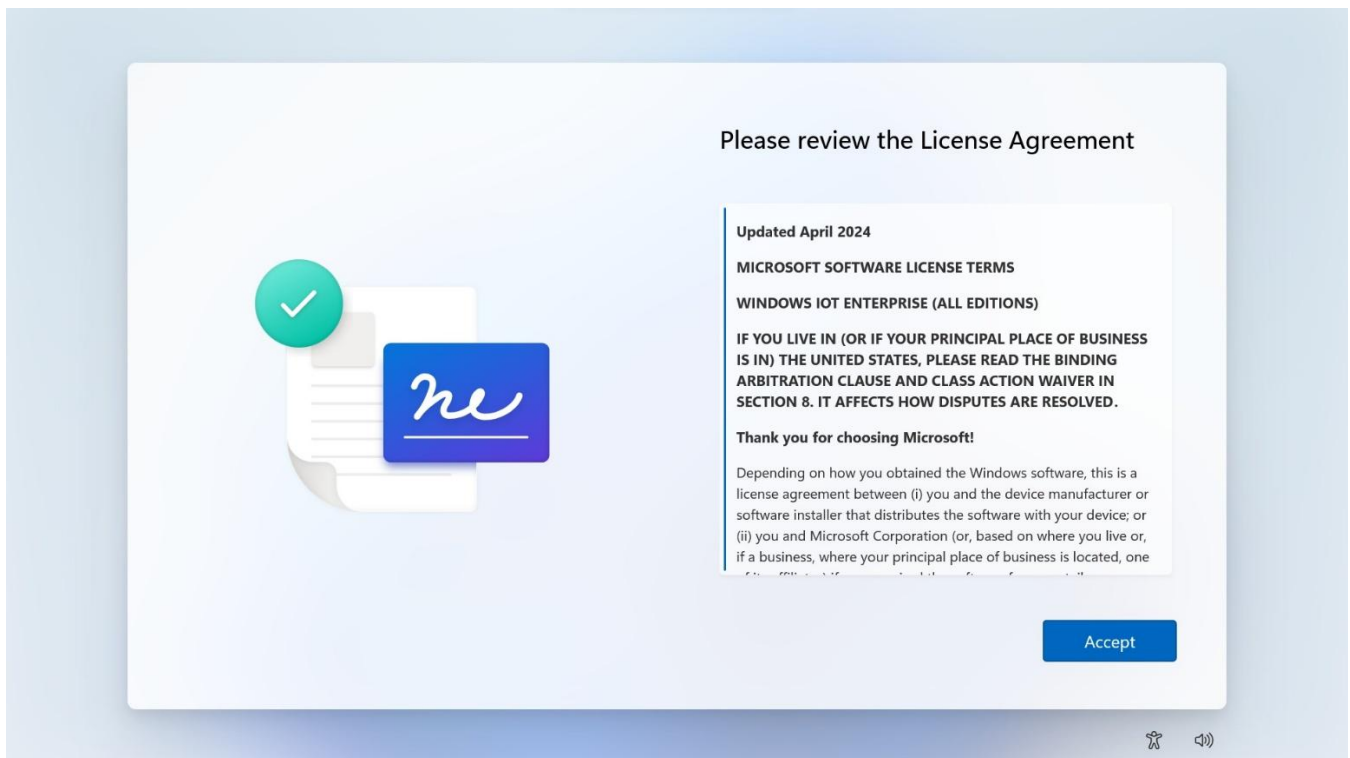 Please review the License Agreement
Updated April 2024
MICROSOFT SOFTWARE LICENSE TERMS
WINDOWS IOT ENTERPRISE (ALL EDITIONS)
IF YOU LIVE IN (OR IF YOUR PRINCIPAL PLACE OF BUSINESS
IS IN) THE UNITED STATES, PLEASE READ THE BINDING
ARBITRATION CLAUSE AND CLASS ACTION WAIVER IN
SECTION 8. IT AFFECTS HOW DISPUTES ARE RESOLVED.
Thank you for choosing Microsoft!
Depending on how you obtained the Windows software, this is a
license agreement between (i) you and the device manufacturer or
software installer that distributes the software with your device; or
(ii) you and Microsoft Corporation (or, based on where you live or,
if a business, where your principal place of business is located, one
Accept